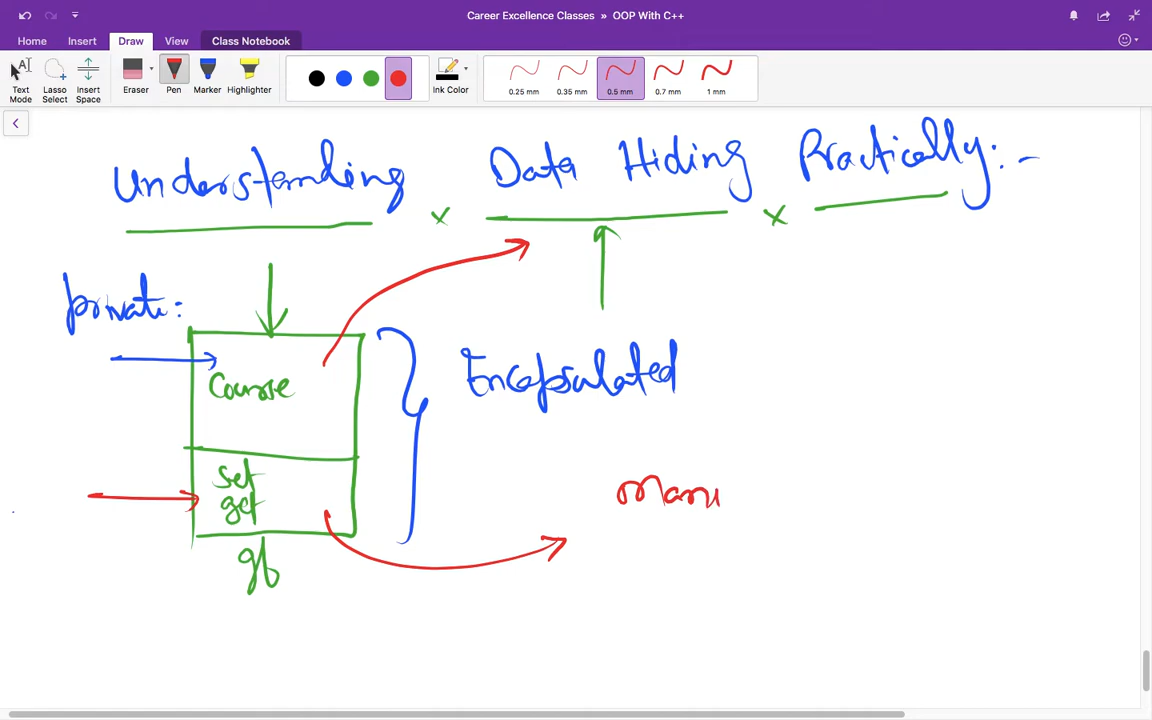 Career Excellence Classes » OOP With C++
Home Insert Draw View Class Notebook
Text Mode
Lasso Select
Insert Space
Eraser
Pen
Marker
Highlighter
Ink Color
0.25 mm
0.35 mm
0.5 mm
0.7 mm
1 mm
Understanding Data Hiding Practically:-
private:
Course
Encapsulated
set
get
gb